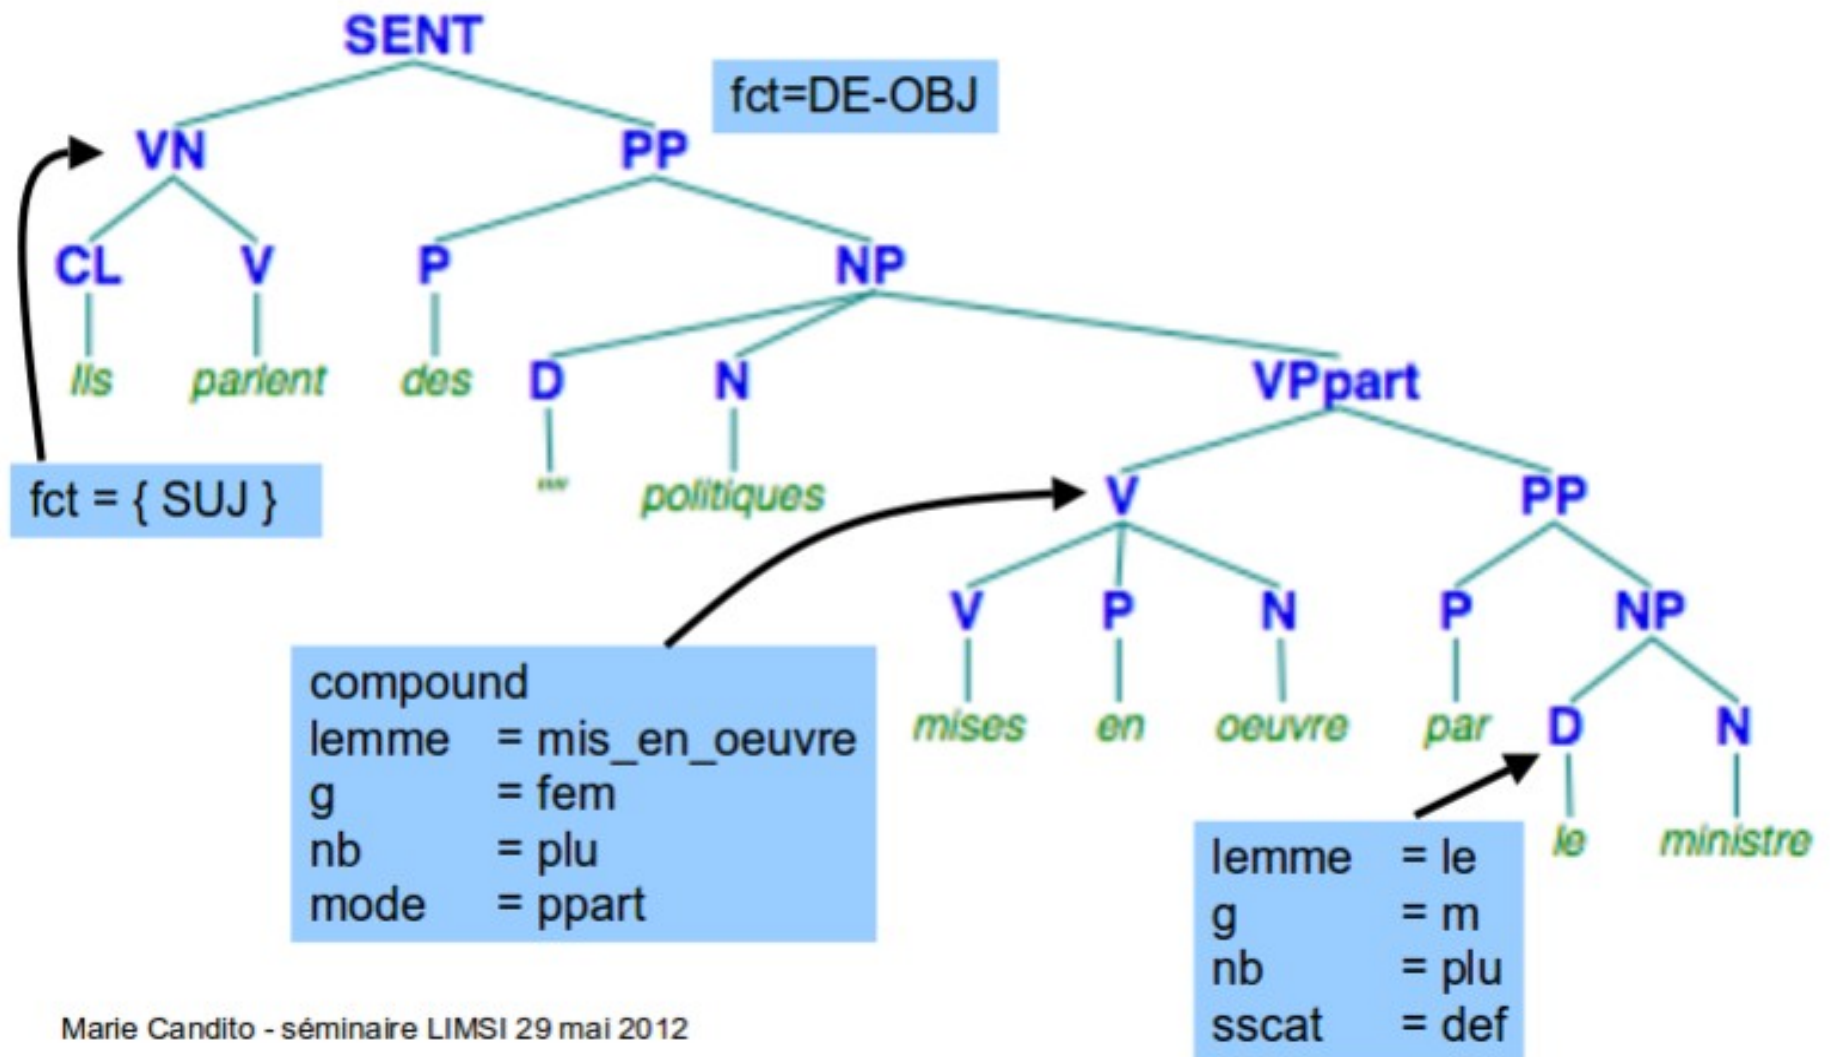 SENT
fct=DE-OBJ
VN PP
CL V P NP
Ils parlent des D N VPpart
fct = { SUJ }
"" politiques V PP
V P N P NP
compound
lemme = mis_en_oeuvre
g = fem
nb = plu
mode = ppart
mises en oeuvre par D N
le ministre
lemme = le
g = m
nb = plu
sscat = def
Marie Candito - séminaire LIMSI 29 mai 2012